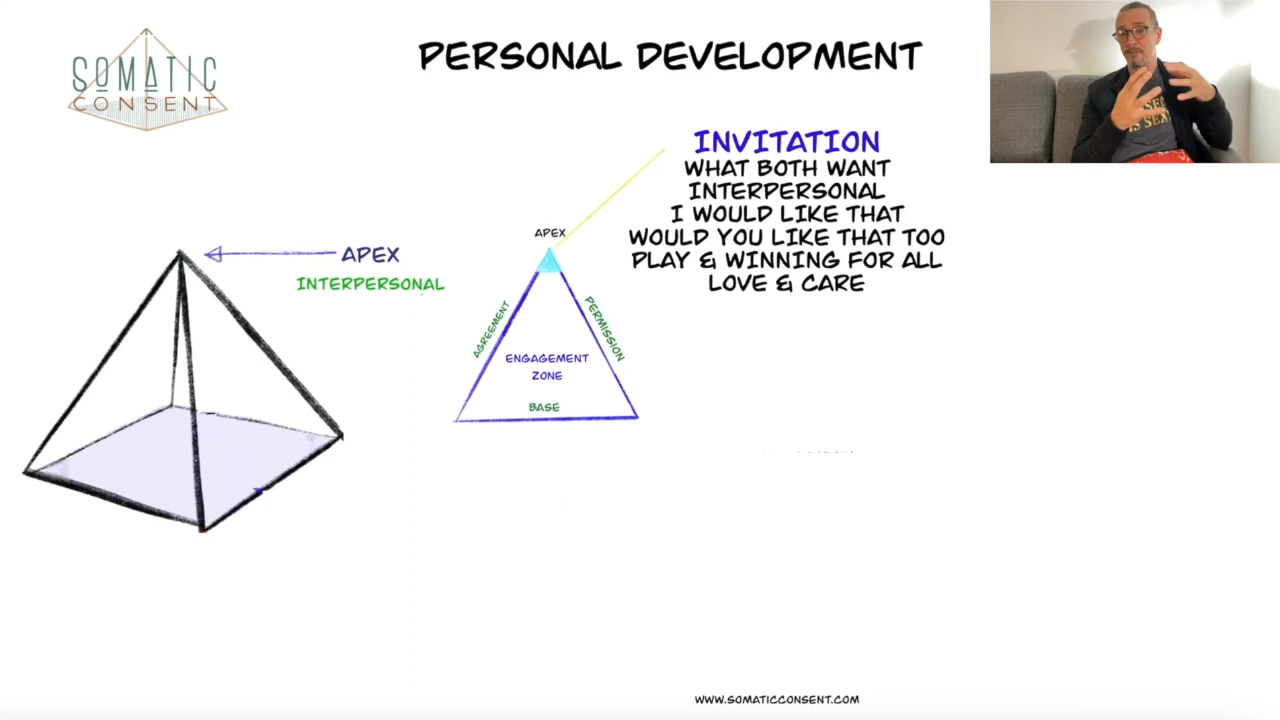 SOMATIC
CONSENT
PERSONAL DEVELOPMENT
INVITATION
WHAT BOTH WANT
INTERPERSONAL
I WOULD LIKE THAT
WOULD YOU LIKE THAT TOO
PLAY & WINNING FOR ALL
LOVE & CARE
APEX
INTERPERSONAL
APEX
AGREEMENT
PERMISSION
ENGAGEMENT
ZONE
BASE
WWW.SOMATICCONSENT.COM